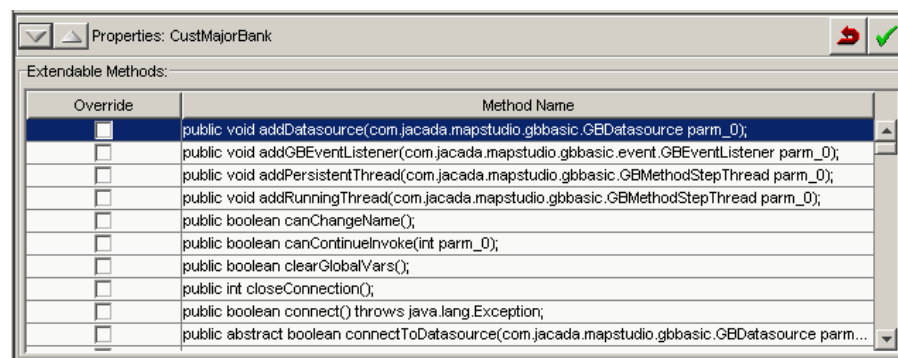 Properties: CustMajorBank
Extendable Methods:
Override Method Name
public void addDatasource(com.jacada.mapstudio.gbbasic.GBDatasource parm_0);
public void addGBEventListener(com.jacada.mapstudio.gbbasic.event.GBEventListener parm_0);
public void addPersistentThread(com.jacada.mapstudio.gbbasic.GBMethodStepThread parm_0);
public void addRunningThread(com.jacada.mapstudio.gbbasic.GBMethodStepThread parm_0);
public boolean canChangeName();
public boolean canContinueInvoke(int parm_0);
public boolean clearGlobalVars();
public int closeConnection();
public boolean connect() throws java.lang.Exception;
public abstract boolean connectToDatasource(com.jacada.mapstudio.gbbasic.GBDatasource parm...